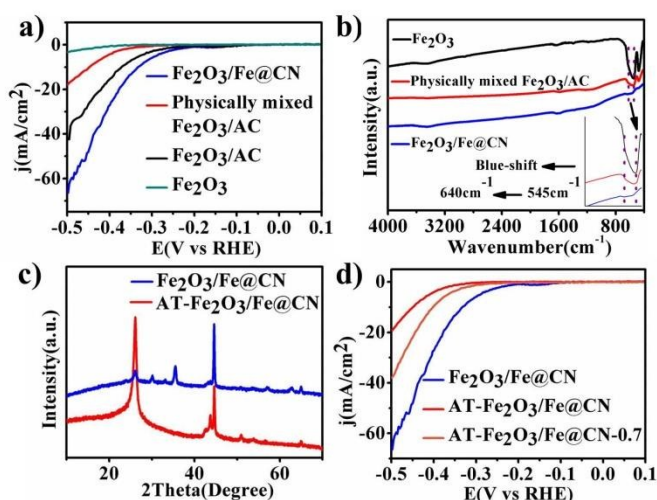 a)
0
-20
-40
-60
j(mA/cm²)
Fe₂O₃/Fe@CN
Physically mixed
Fe₂O₃/AC
Fe₂O₃/AC
Fe₂O₃
-0.5 -0.4 -0.3 -0.2 -0.1 0.0 0.1
E(V vs RHE)
b)
Intensity(a.u.)
Fe₂O₃
Physically mixed Fe₂O₃/AC
Fe₂O₃/Fe@CN
Blue-shift
640cm⁻¹ 545cm⁻¹
4000 3200 2400 1600 800
Wavenumber(cm⁻¹)
c)
Intensity(a.u.)
Fe₂O₃/Fe@CN
AT-Fe₂O₃/Fe@CN
20 40 60
2Theta(Degree)
d)
0
-20
-40
-60
j(mA/cm²)
Fe₂O₃/Fe@CN
AT-Fe₂O₃/Fe@CN
AT-Fe₂O₃/Fe@CN-0.7
-0.5 -0.4 -0.3 -0.2 -0.1 0.0 0.1
E(V vs RHE)